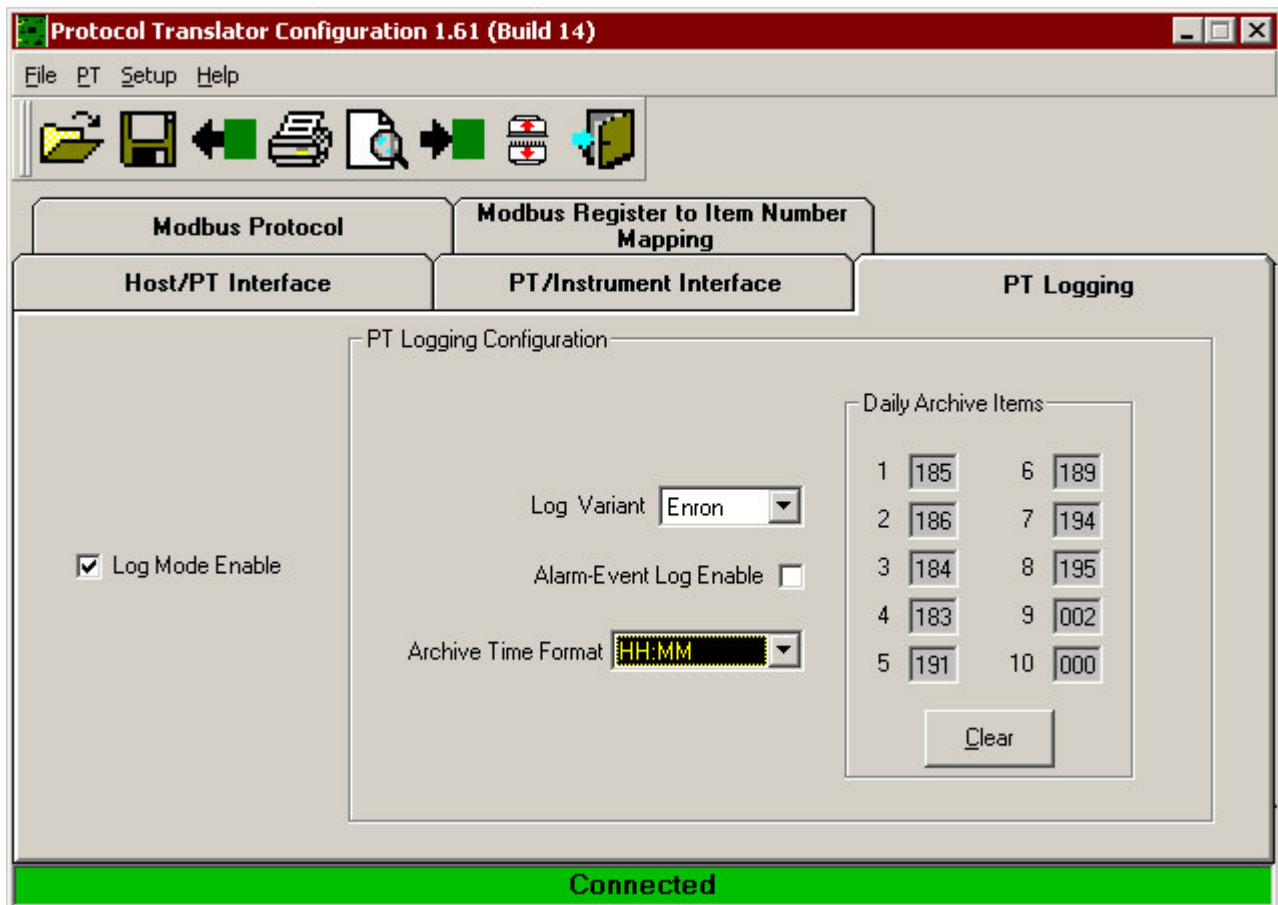 Protocol Translator Configuration 1.61 (Build 14)
File PT Setup Help
Modbus Protocol
Modbus Register to Item Number
Mapping
Host/PT Interface
PT/Instrument Interface
PT Logging
PT Logging Configuration
Log Mode Enable
Log Variant Enron
Alarm-Event Log Enable
Archive Time Format HH:MM
Daily Archive Items
1 185 6 189
2 186 7 194
3 184 8 195
4 183 9 002
5 191 10 000
Clear
Connected